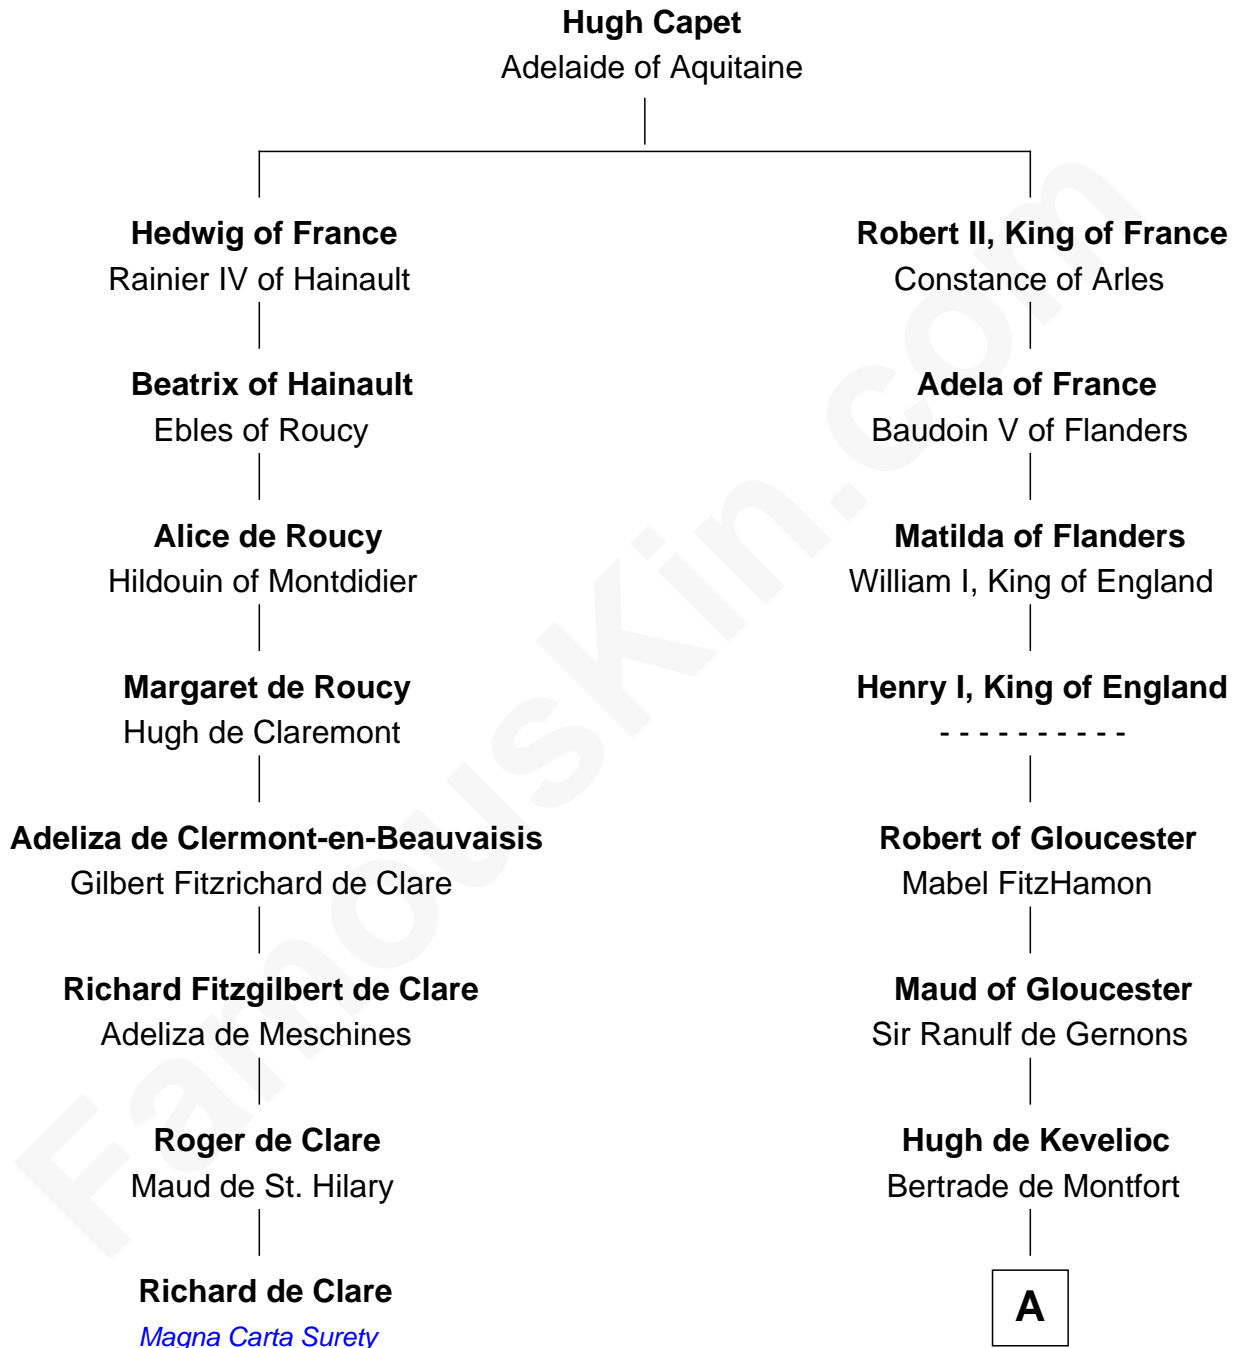 Hugh Capet
Adelaide of Aquitaine
Hedwig of France
Rainier IV of Hainault
Robert II, King of France
Constance of Arles
Beatrix of Hainault
Ebles of Roucy
Adela of France
Baudoin V of Flanders
Alice de Roucy
Hildouin of Montdidier
Matilda of Flanders
William I, King of England
Margaret de Roucy
Hugh de Claremont
Henry I, King of England
- - - - - - - - - -
Adeliza de Clermont-en-Beauvaisis
Gilbert Fitzrichard de Clare
Robert of Gloucester
Mabel FitzHamon
Richard Fitzgilbert de Clare
Adeliza de Meschines
Maud of Gloucester
Sir Ranulf de Gernons
Roger de Clare
Maud de St. Hilary
Hugh de Kevelioc
Bertrade de Montfort
Richard de Clare
Magna Carta Surety
A
FamousKin.com